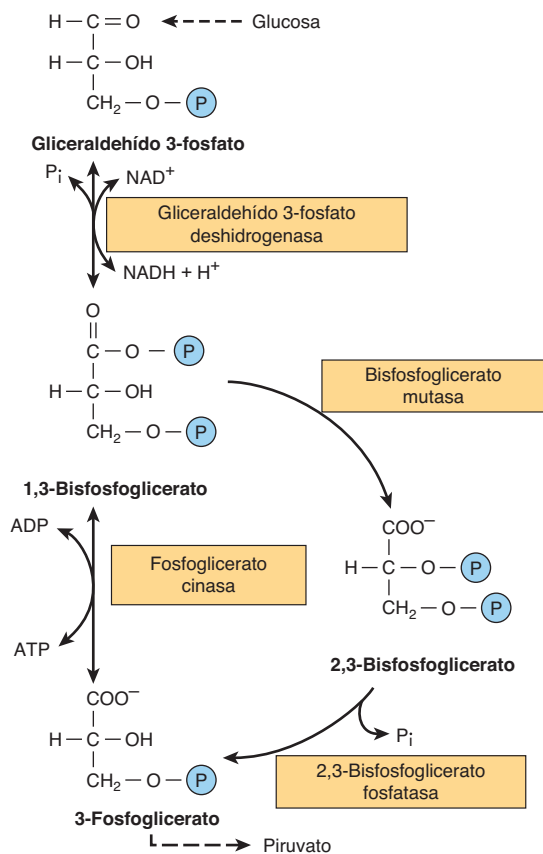 H — C = O
Glucosa
H — C — OH
CH₂ — O — P
Gliceraldehído 3-fosfato
Pi
NAD⁺
Gliceraldehído 3-fosfato
deshidrogenasa
NADH + H⁺
O
C — O — P
H — C — OH
CH₂ — O — P
Bisfosfoglicerato
mutasa
1,3-Bisfosfoglicerato
ADP
Fosfoglicerato
cinasa
ATP
COO⁻
H — C — O — P
CH₂ — O — P
2,3-Bisfosfoglicerato
COO⁻
H — C — OH
CH₂ — O — P
Pi
2,3-Bisfosfoglicerato
fosfatasa
3-Fosfoglicerato
Piruvato